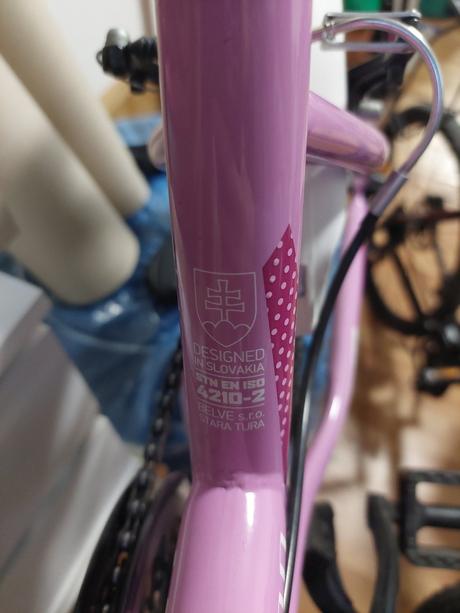 DESIGNED
IN SLOVAKIA
STN EN ISO
4210-2
BELVE s.r.o.
STARA TURA